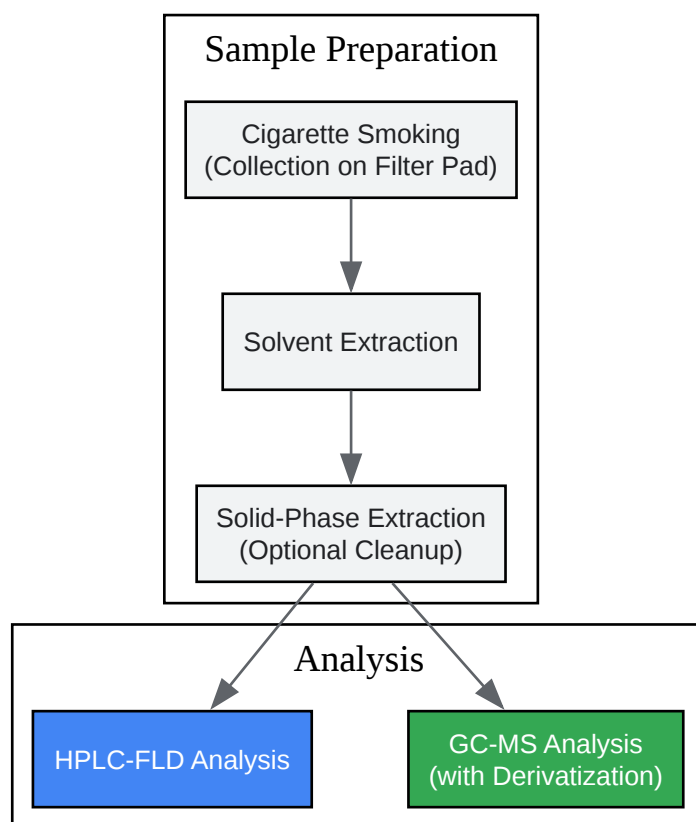 Sample Preparation
Cigarette Smoking
(Collection on Filter Pad)
Solvent Extraction
Solid-Phase Extraction
(Optional Cleanup)
Analysis
HPLC-FLD Analysis
GC-MS Analysis
(with Derivatization)